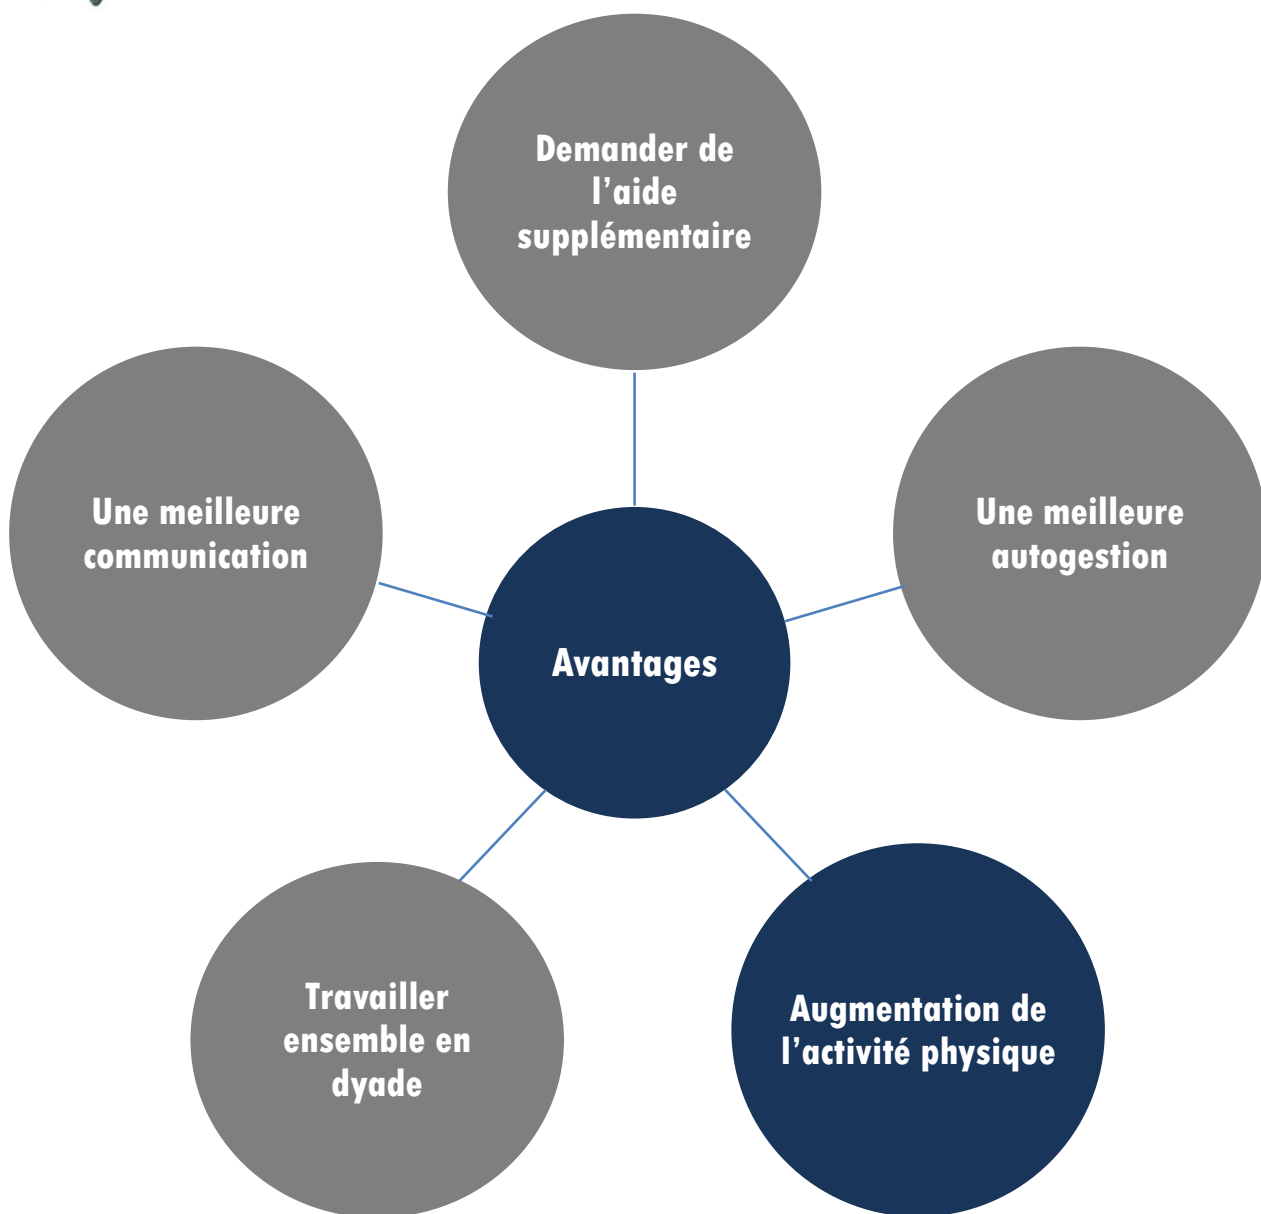 Demander de
l’aide
supplémentaire
Une meilleure
communication
Une meilleure
autogestion
Avantages
Travailler
ensemble en
dyade
Augmentation de
l’activité physique